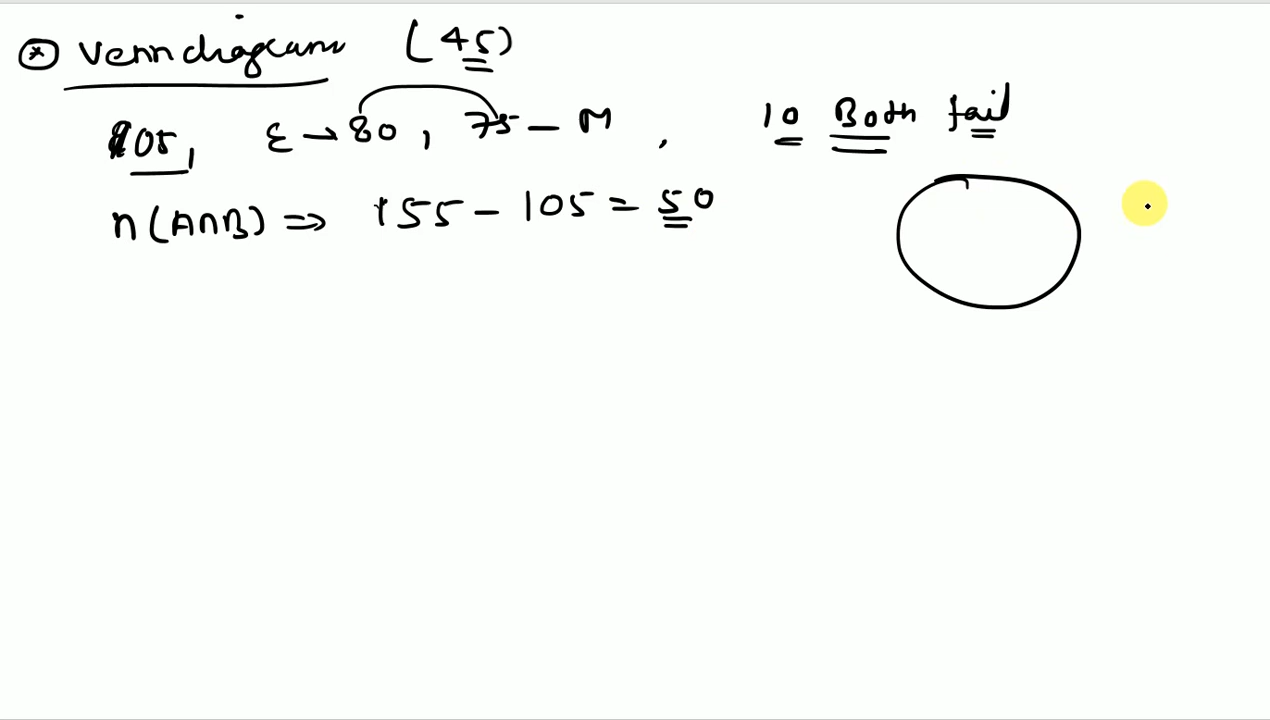 * Venn diagram (45)
105, E → 80, 75 - M, 10 Both fail
n(A∩B) ⇒ 155 - 105 = 50